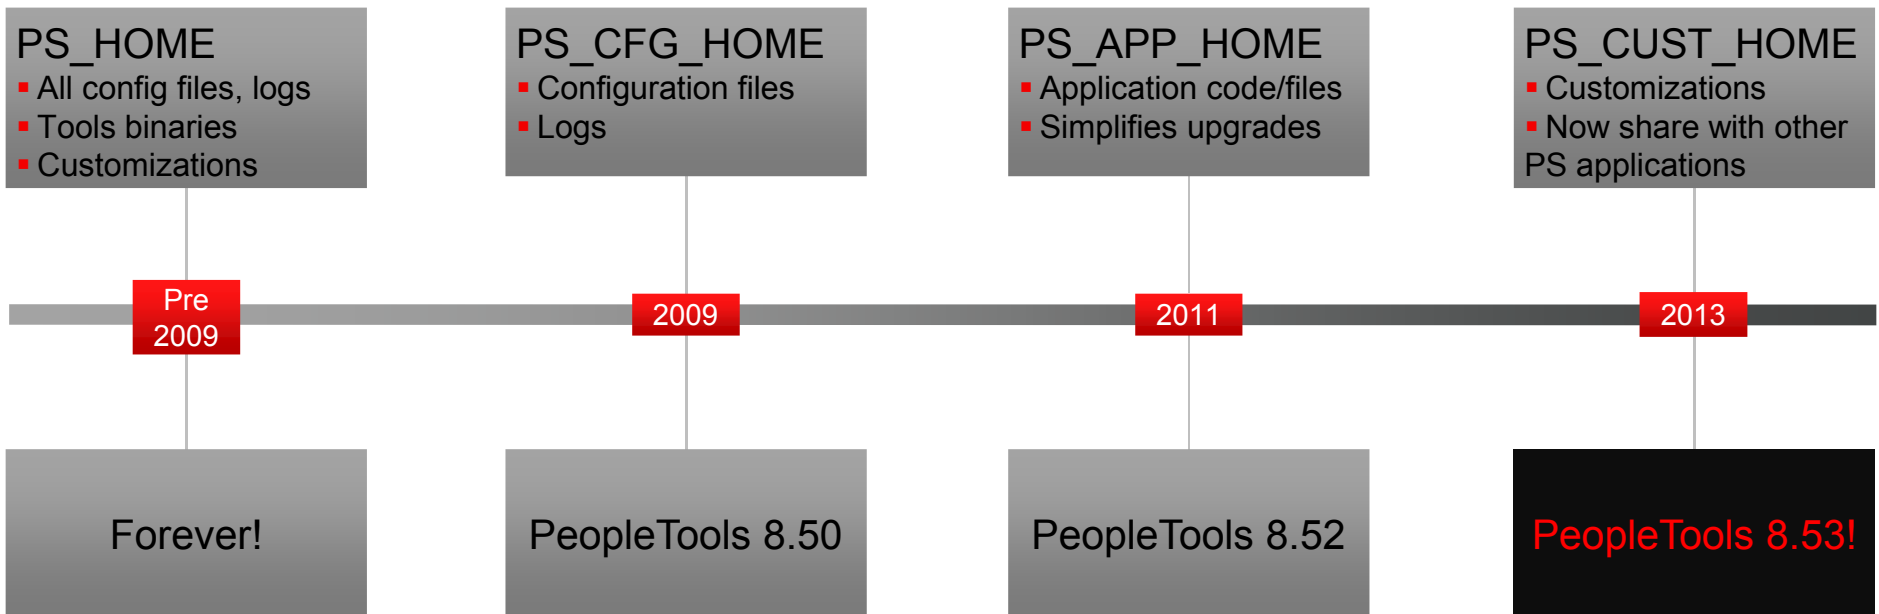 PS_HOME
▪ All config files, logs
▪ Tools binaries
▪ Customizations
PS_CFG_HOME
▪ Configuration files
▪ Logs
PS_APP_HOME
▪ Application code/files
▪ Simplifies upgrades
PS_CUST_HOME
▪ Customizations
▪ Now share with other
PS applications
Pre
2009
2009
2011
2013
Forever!
PeopleTools 8.50
PeopleTools 8.52
PeopleTools 8.53!